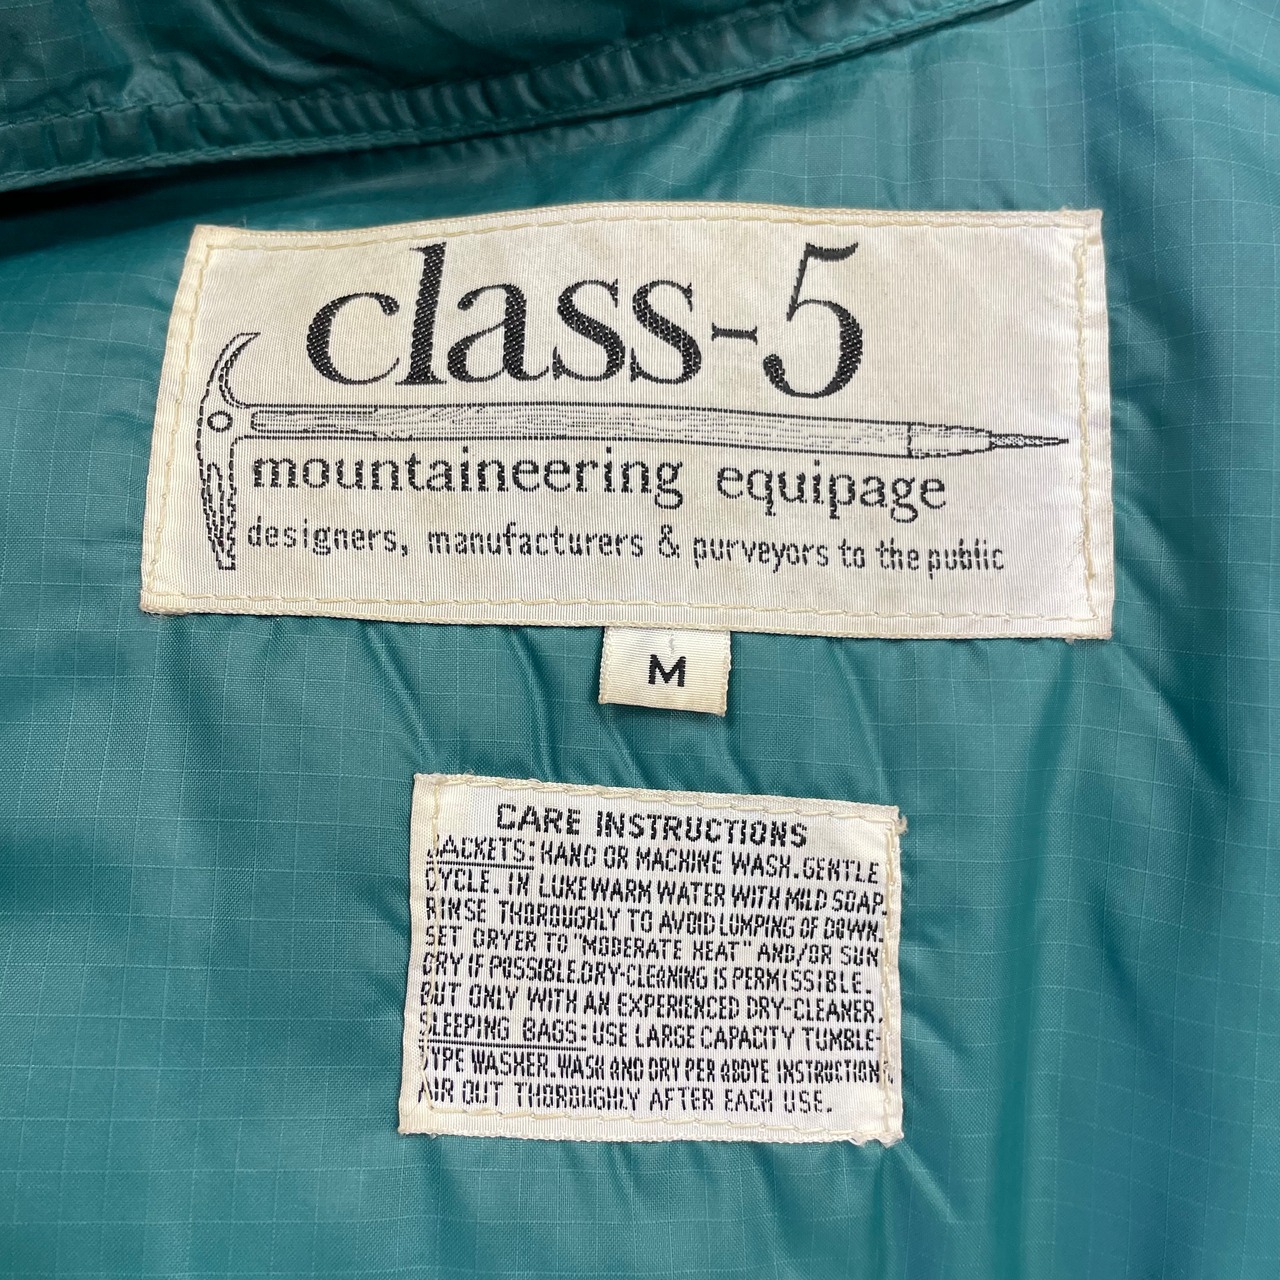 class-5
mountaineering equipage
designers, manufacturers & purveyors to the public
M
CARE INSTRUCTIONS
JACKETS: HAND OR MACHINE WASH. GENTLE
CYCLE. IN LUKEWARM WATER WITH MILD SOAP.
RINSE THOROUGHLY TO AVOID LUMPING OF DOWN.
SET DRYER TO "MODERATE HEAT" AND/OR SUN
DRY IF POSSIBLE. DRY-CLEANING IS PERMISSIBLE.
BUT ONLY WITH AN EXPERIENCED DRY-CLEANER.
SLEEPING BAGS: USE LARGE CAPACITY TUMBLE-
TYPE WASHER. WASH AND DRY PER ABOVE INSTRUCTIONS
AIR OUT THOROUGHLY AFTER EACH USE.